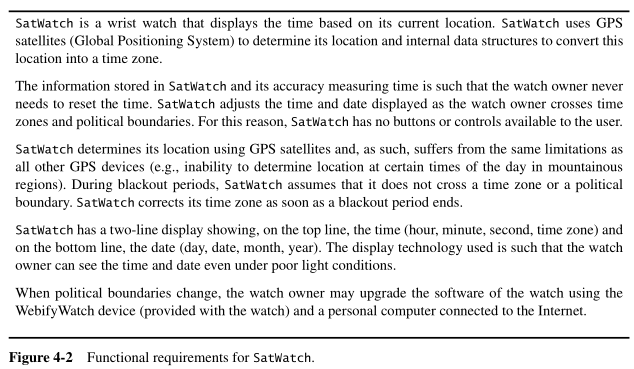 SatWatch is a wrist watch that displays the time based on its current location. SatWatch uses GPS
satellites (Global Positioning System) to determine its location and internal data structures to convert this
location into a time zone.
The information stored in SatWatch and its accuracy measuring time is such that the watch owner never
needs to reset the time. SatWatch adjusts the time and date displayed as the watch owner crosses time
zones and political boundaries. For this reason, SatWatch has no buttons or controls available to the user.
SatWatch determines its location using GPS satellites and, as such, suffers from the same limitations as
all other GPS devices (e.g., inability to determine location at certain times of the day in mountainous
regions). During blackout periods, SatWatch assumes that it does not cross a time zone or a political
boundary. SatWatch corrects its time zone as soon as a blackout period ends.
SatWatch has a two-line display showing, on the top line, the time (hour, minute, second, time zone) and
on the bottom line, the date (day, date, month, year). The display technology used is such that the watch
owner can see the time and date even under poor light conditions.
When political boundaries change, the watch owner may upgrade the software of the watch using the
WebifyWatch device (provided with the watch) and a personal computer connected to the Internet.
Figure 4-2 Functional requirements for SatWatch.